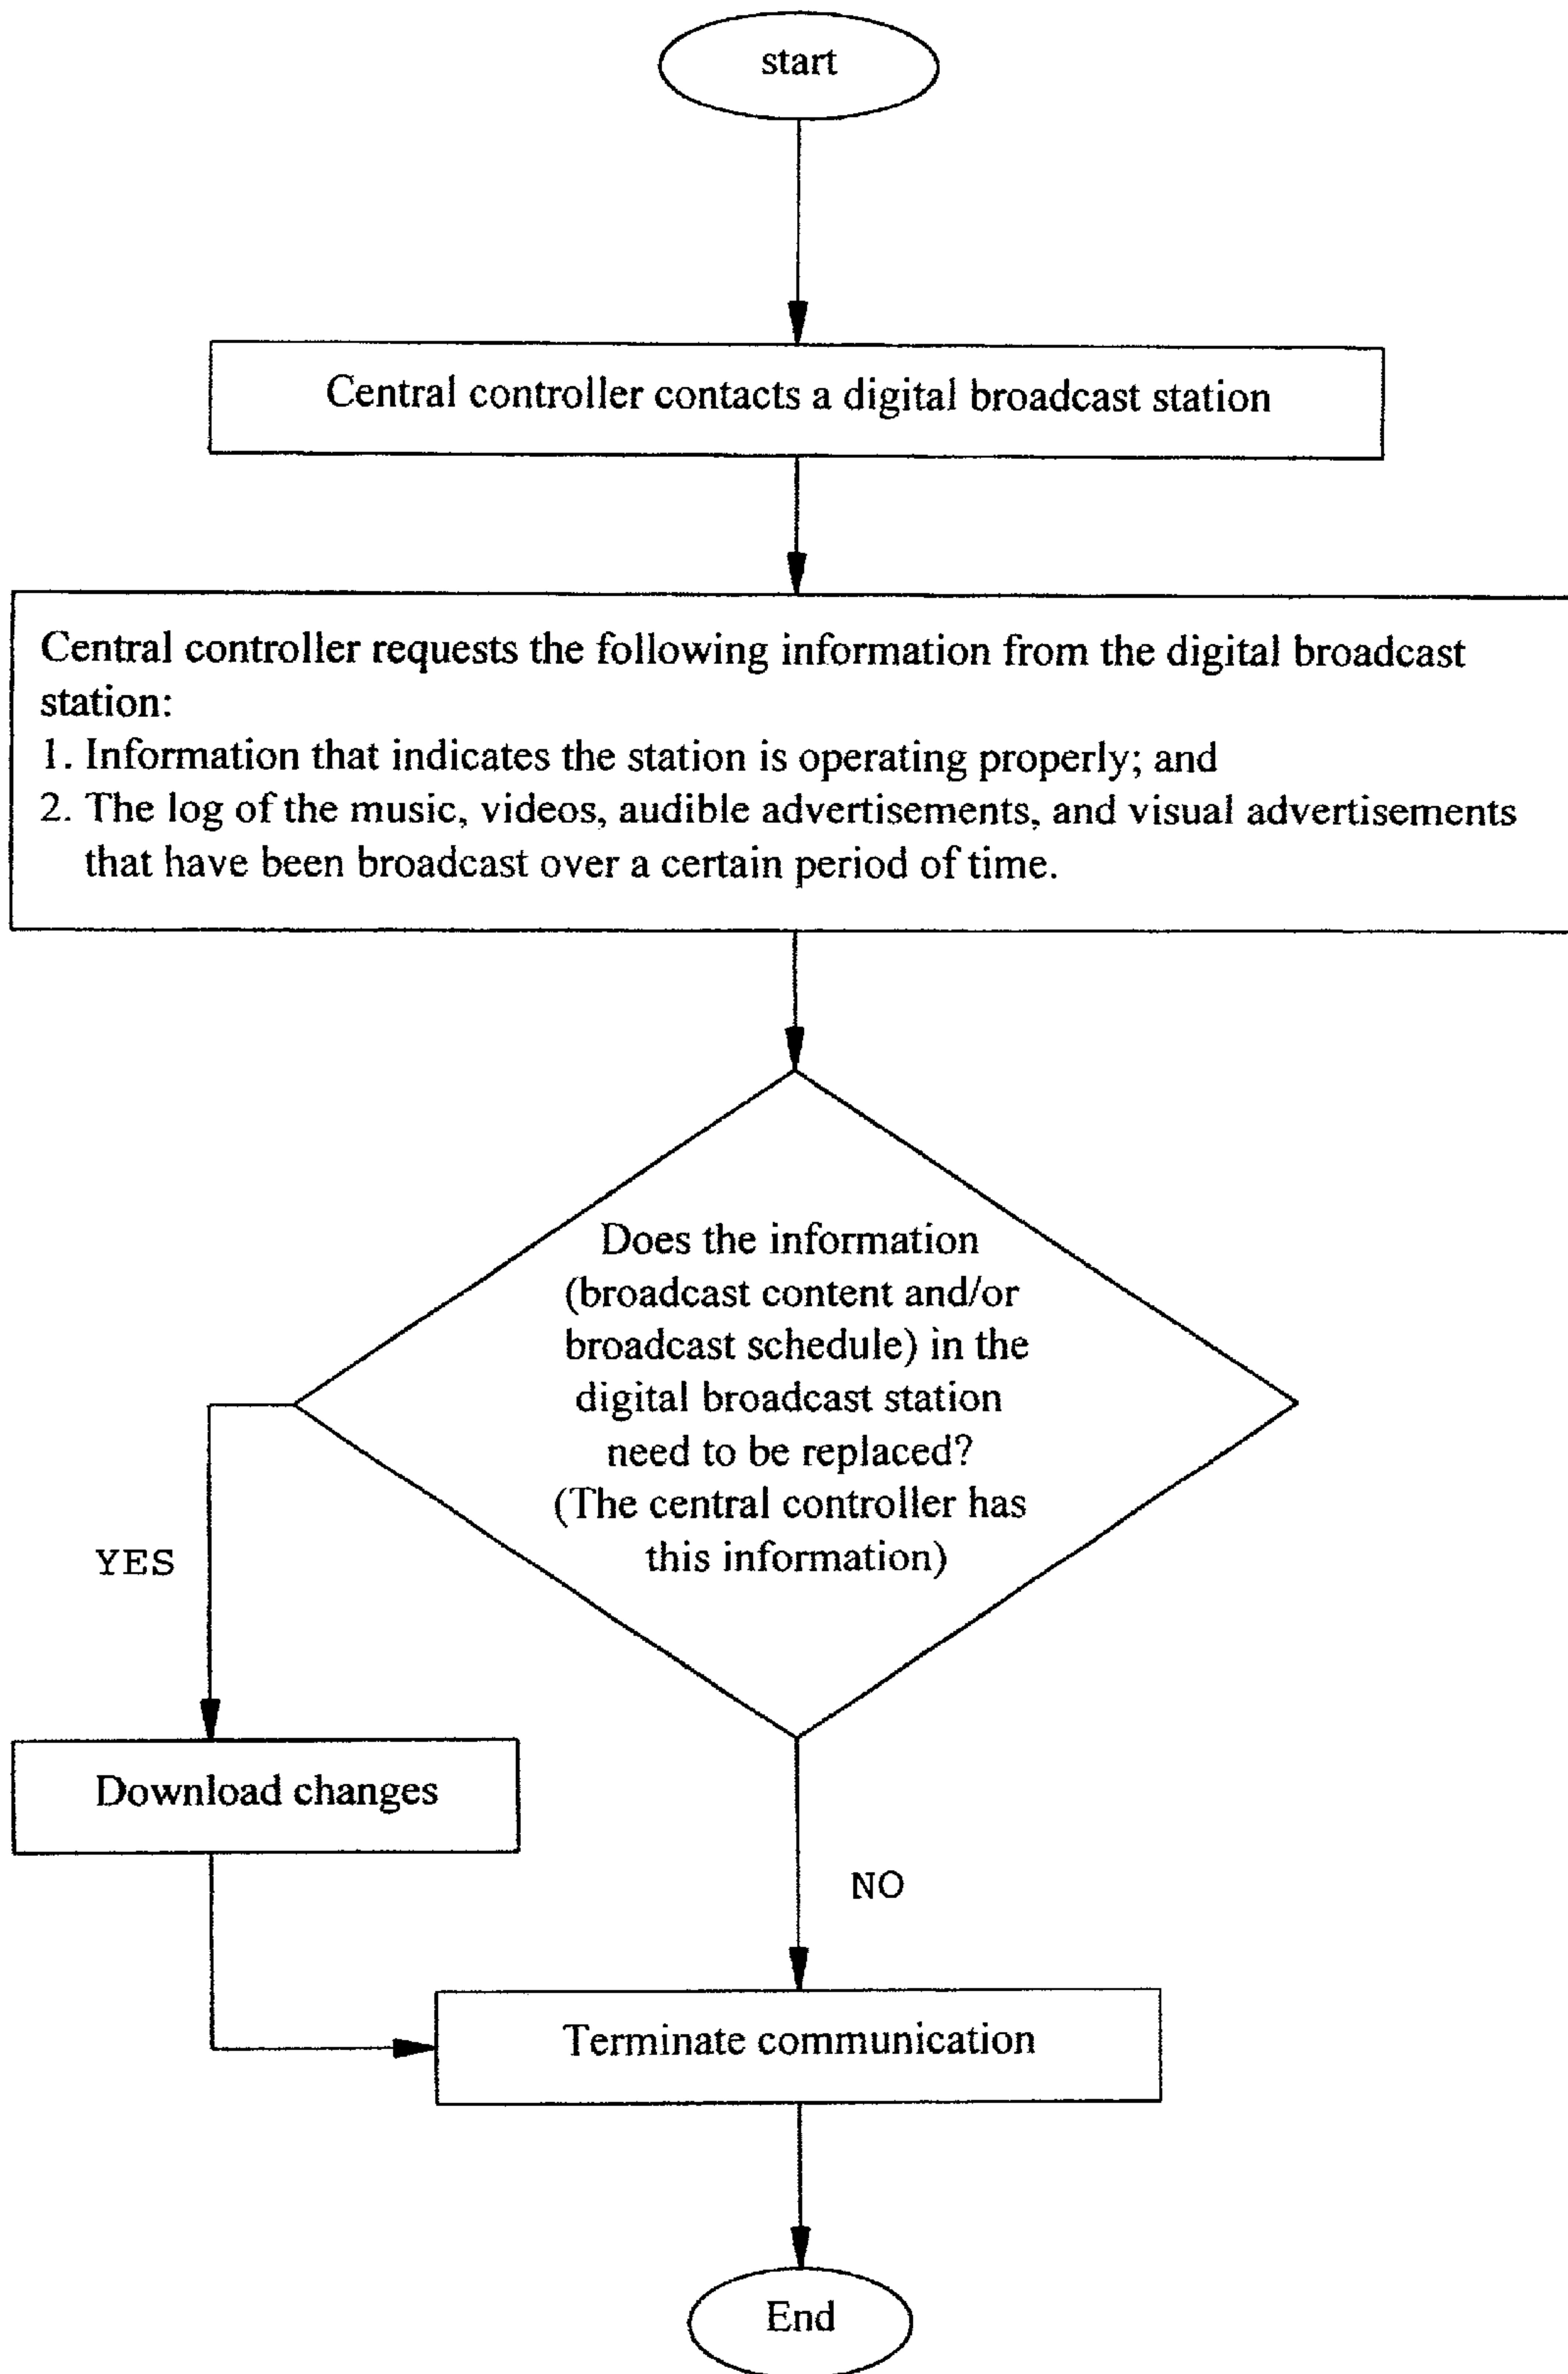 start
Central controller contacts a digital broadcast station
Central controller requests the following information from the digital broadcast
station:
1. Information that indicates the station is operating properly; and
2. The log of the music, videos, audible advertisements, and visual advertisements
that have been broadcast over a certain period of time.
Does the information
(broadcast content and/or
broadcast schedule) in the
digital broadcast station
need to be replaced?
(The central controller has
this information)
YES
Download changes
NO
Terminate communication
End